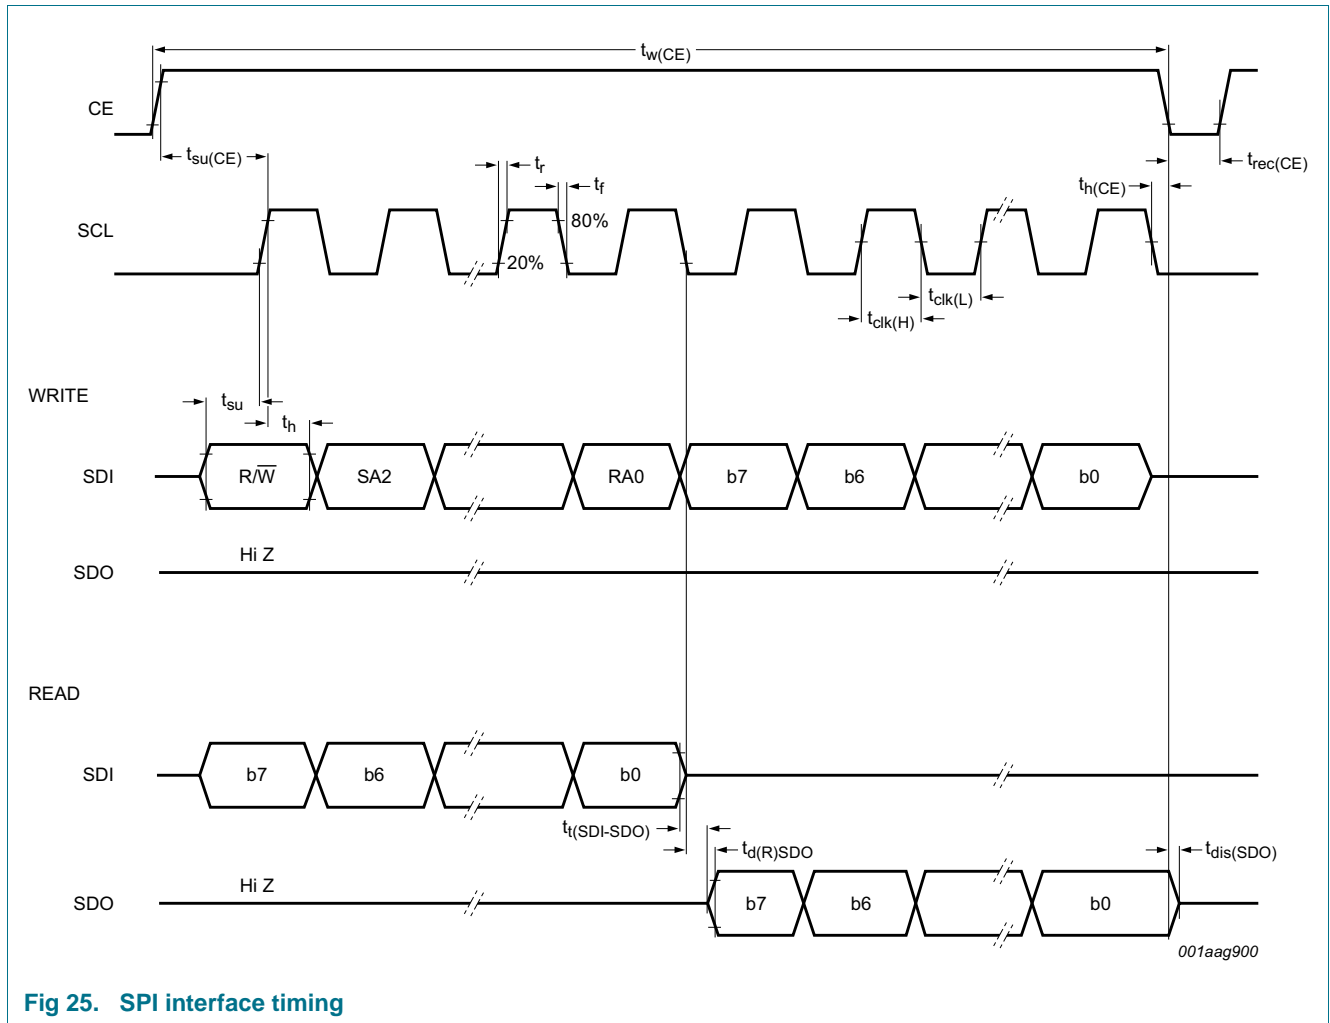 tw(CE)
CE
tsu(CE)
tr
tf
th(CE)
trec(CE)
SCL
80%
20%
tclk(H)
tclk(L)
WRITE
tsu
th
SDI R/W̅ SA2 RA0 b7 b6 b0
Hi Z
SDO
READ
SDI b7 b6 b0
tt(SDI-SDO)
td(R)SDO
tdis(SDO)
Hi Z
SDO b7 b6 b0
001aag900
Fig 25. SPI interface timing